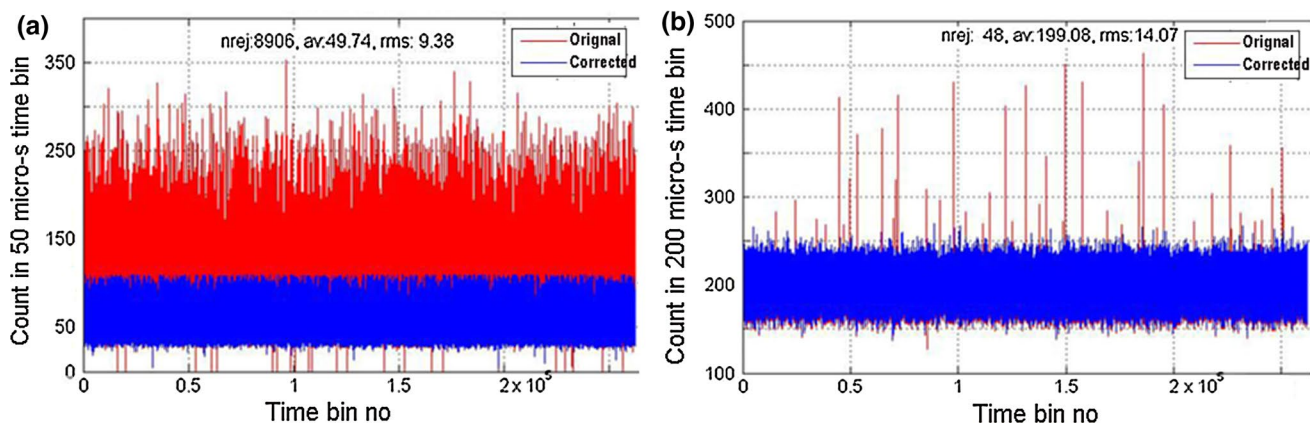 (a)
nrej:8906, av:49.74, rms: 9.38
Orignal
Corrected
Count in 50 micro-s time bin
350
250
150
100
50
0
0
0.5
1
1.5
2 x 10^5
Time bin no
(b)
nrej: 48, av:199.08, rms:14.07
Orignal
Corrected
Count in 200 micro-s time bin
500
400
300
200
100
0
0.5
1
1.5
2 x 10^5
Time bin no